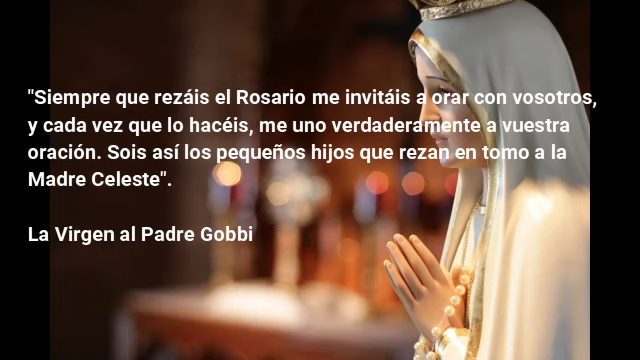 "Siempre que rezáis el Rosario me invitáis a orar con vosotros,
y cada vez que lo hacéis, me uno verdaderamente a vuestra
oración. Sois así los pequeños hijos que rezan en tomo a la
Madre Celeste".
La Virgen al Padre Gobbi